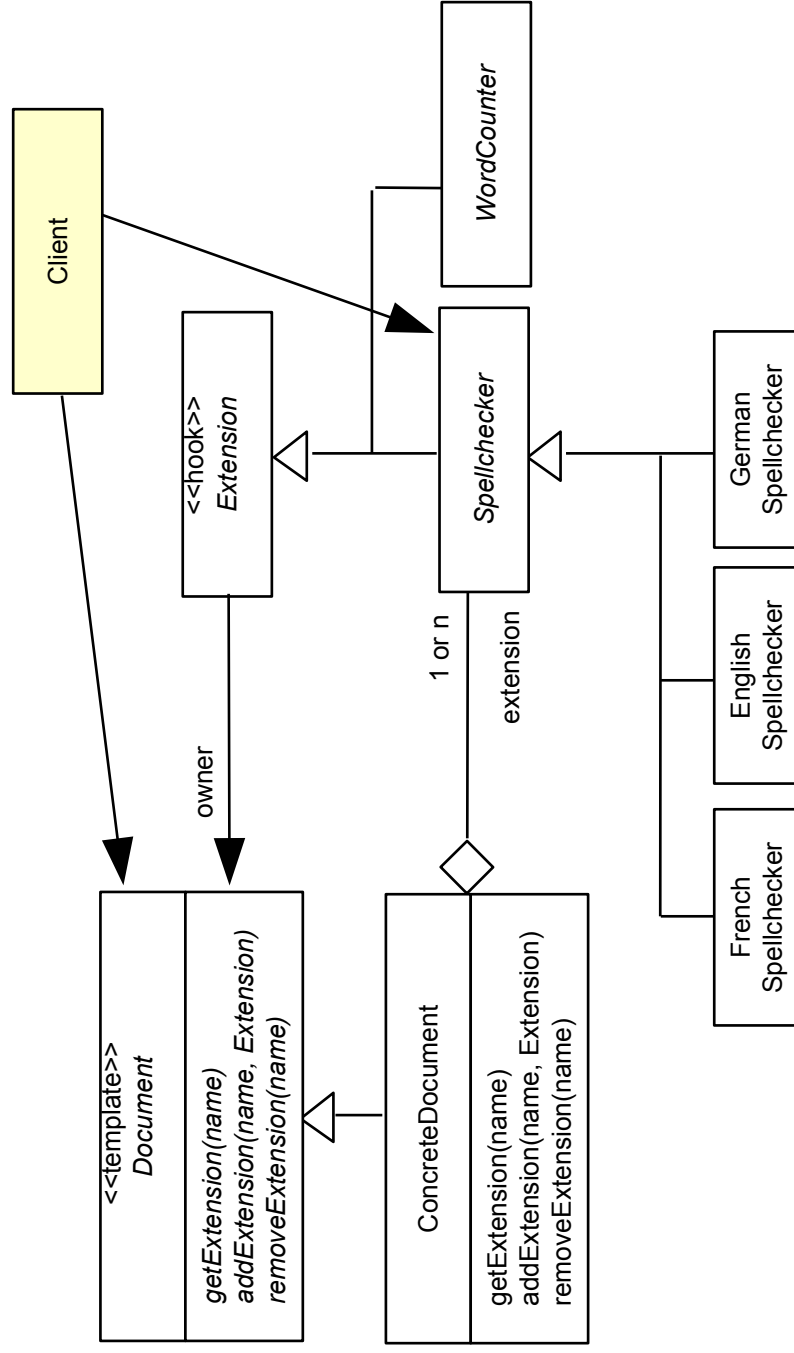 Client
<<template>>
Document
getExtension(name)
addExtension(name, Extension)
removeExtension(name)
owner
<<hook>>
Extension
ConcreteDocument
getExtension(name)
addExtension(name, Extension)
removeExtension(name)
1 or n
extension
Spellchecker
WordCounter
French
Spellchecker
English
Spellchecker
German
Spellchecker